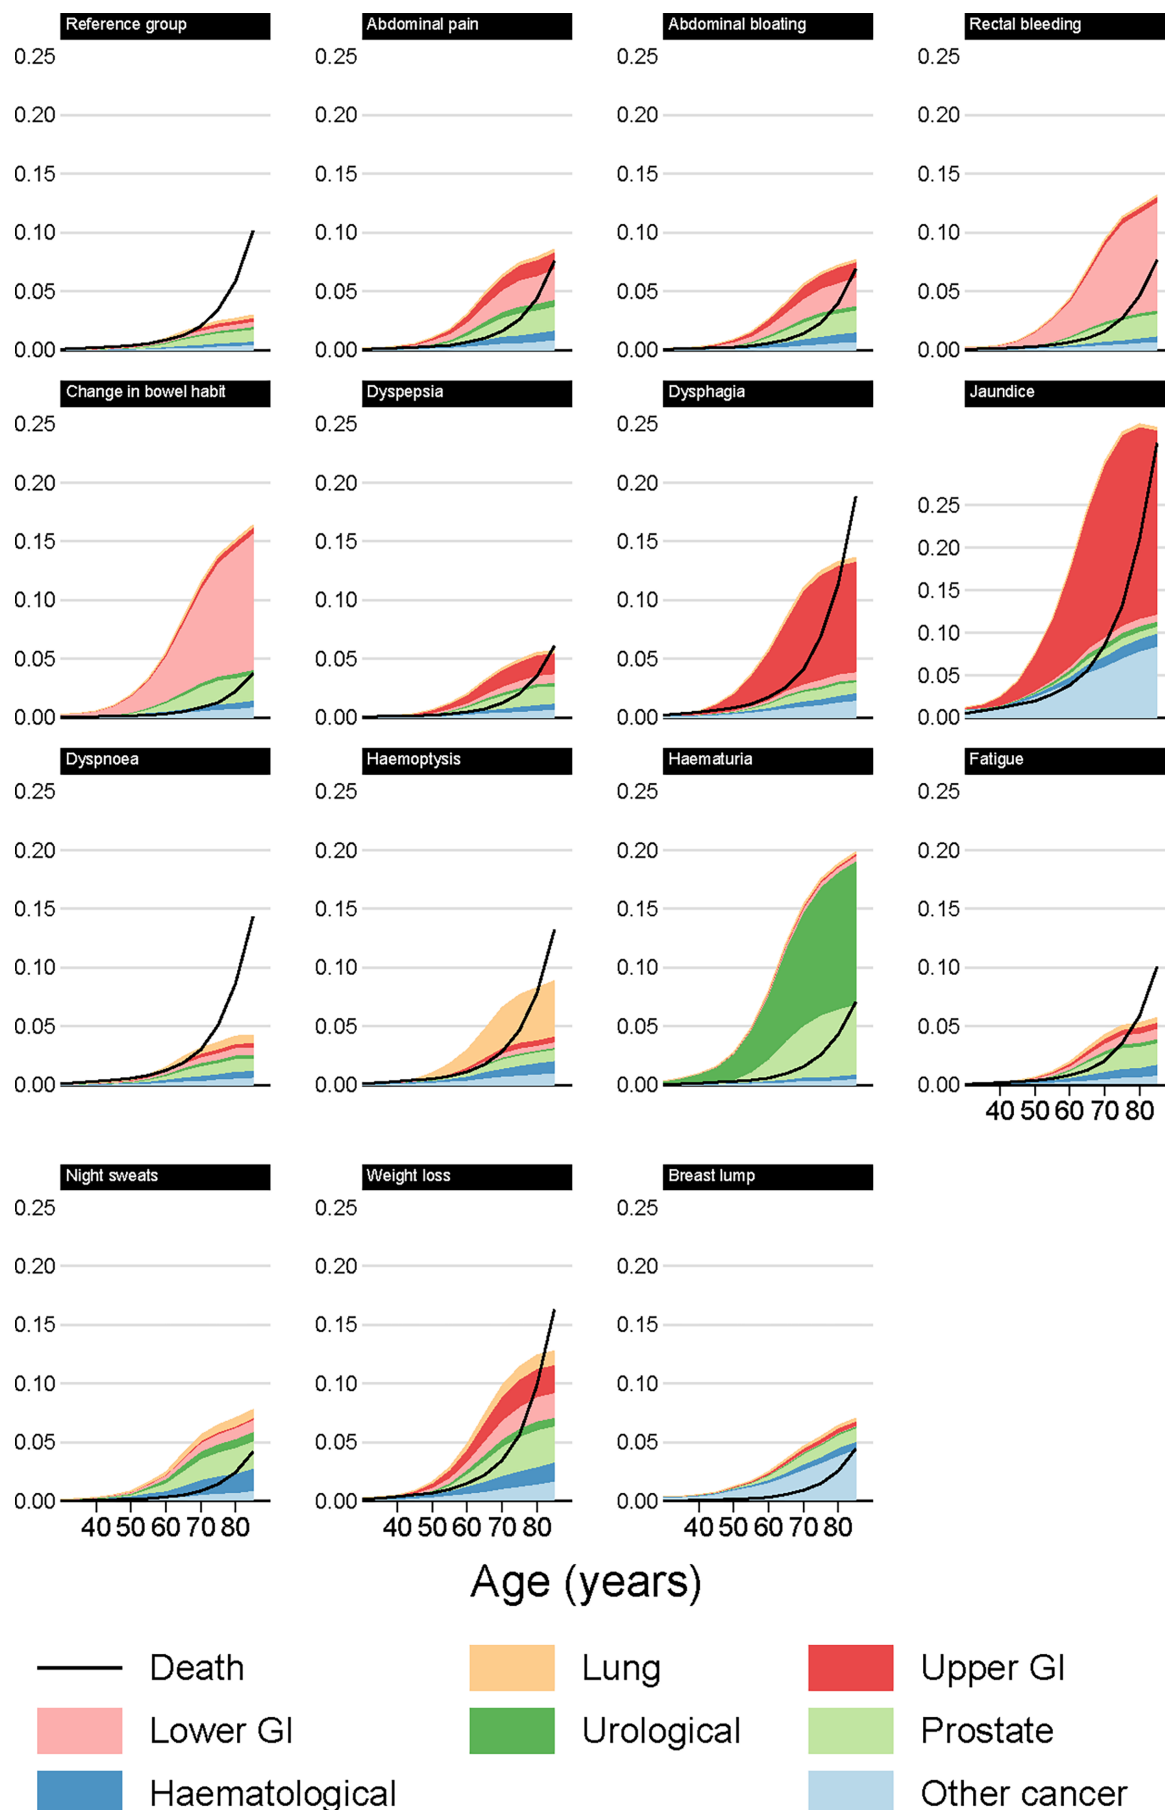 Reference group Abdominal pain Abdominal bloating Rectal bleeding
0.25 0.25 0.25 0.25
0.20 0.20 0.20 0.20
0.15 0.15 0.15 0.15
0.10 0.10 0.10 0.10
0.05 0.05 0.05 0.05
0.00 0.00 0.00 0.00
Change in bowel habit Dyspepsia Dysphagia Jaundice
0.25 0.25 0.25
0.20 0.20 0.20 0.25
0.15 0.15 0.15 0.20
0.10 0.10 0.10 0.15
0.05 0.05 0.05 0.10
0.05
0.00 0.00 0.00 0.00
Dyspnoea Haemoptysis Haematuria Fatigue
0.25 0.25 0.25 0.25
0.20 0.20 0.20 0.20
0.15 0.15 0.15 0.15
0.10 0.10 0.10 0.10
0.05 0.05 0.05 0.05
0.00 0.00 0.00 0.00
40 50 60 70 80
Night sweats Weight loss Breast lump
0.25 0.25 0.25
0.20 0.20 0.20
0.15 0.15 0.15
0.10 0.10 0.10
0.05 0.05 0.05
0.00 0.00 0.00
40 50 60 70 80 40 50 60 70 80 40 50 60 70 80
Age (years)
Death Lung Upper GI
Lower GI Urological Prostate
Haematological Other cancer